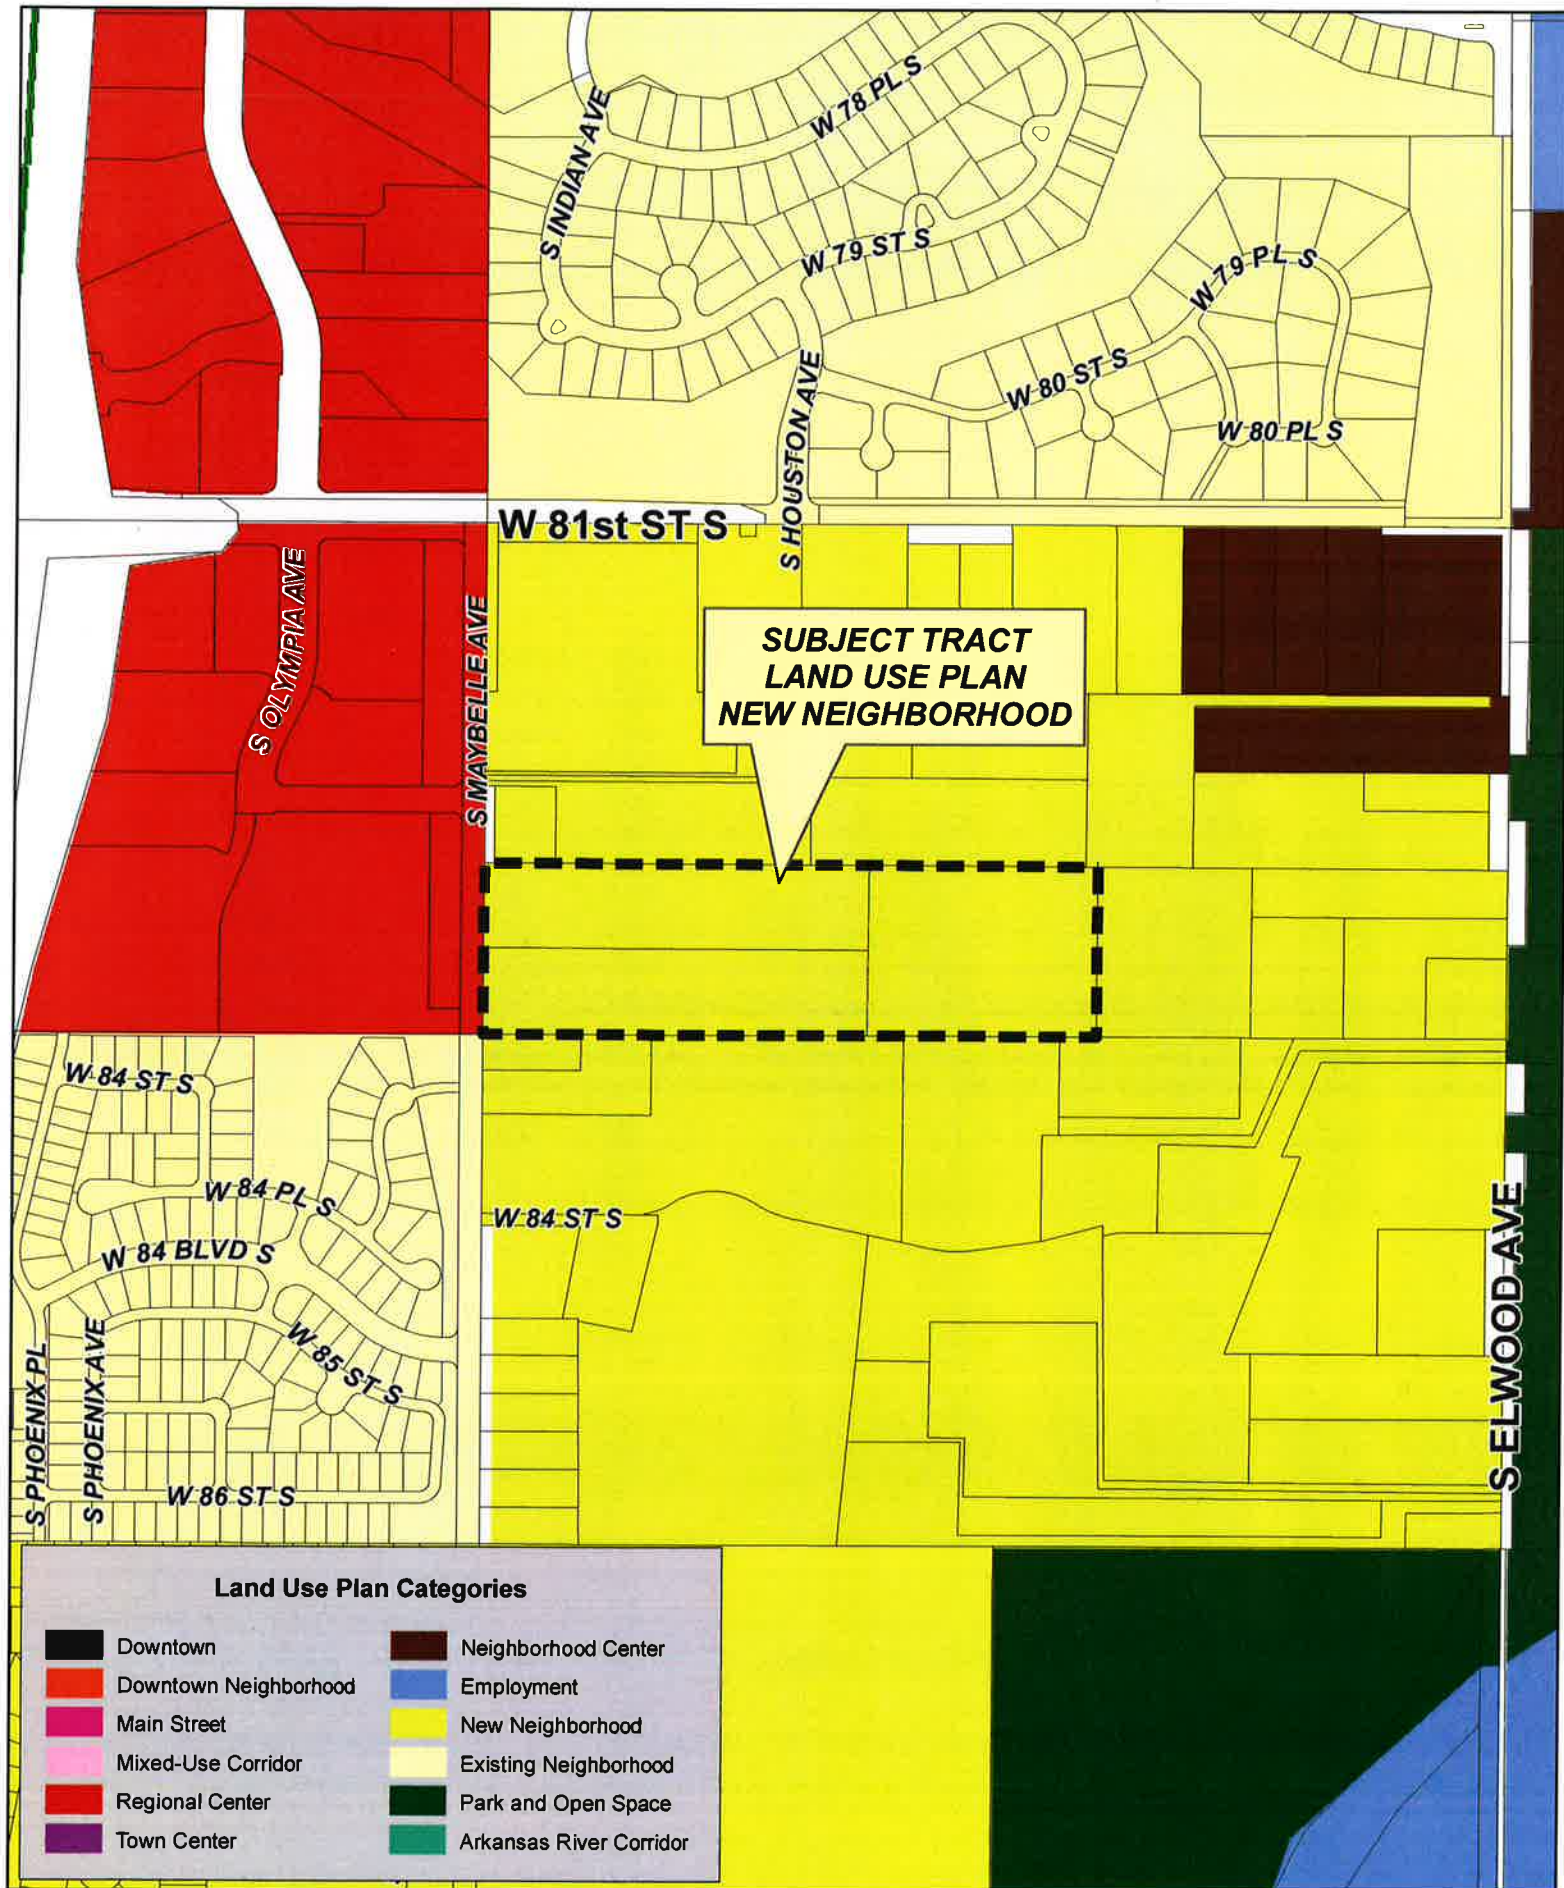 W 78 PL S
S INDIAN AVE
W 79 ST S
W 79 PL S
W 80 ST S
S HOUSTON AVE
W 80 PL S
W 81st ST S
S OLYMPIA AVE
S MAYBELLE AVE
SUBJECT TRACT
LAND USE PLAN
NEW NEIGHBORHOOD
W 84 ST S
W 84 PL S
W 84 ST S
W 84 BLVD S
S ELWOOD AVE
W 85 ST S
S PHOENIX PL
S PHOENIX AVE
W 86 ST S
Land Use Plan Categories
Downtown
Downtown Neighborhood
Main Street
Mixed-Use Corridor
Regional Center
Town Center
Neighborhood Center
Employment
New Neighborhood
Existing Neighborhood
Park and Open Space
Arkansas River Corridor